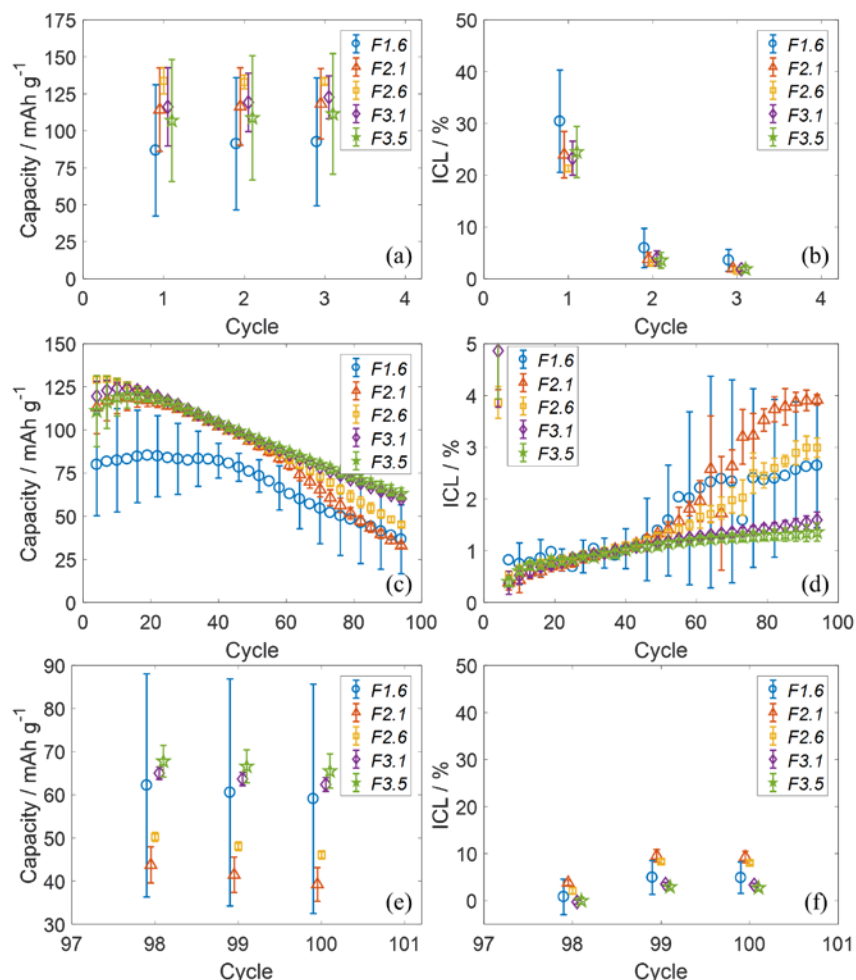 175
150
125
100
75
50
25
0
Capacity / mAh g⁻¹
0 1 2 3 4
Cycle
F1.6
F2.1
F2.6
F3.1
F3.5
(a)
50
40
30
20
10
0
ICL / %
0 1 2 3 4
Cycle
F1.6
F2.1
F2.6
F3.1
F3.5
(b)
150
125
100
75
50
25
0
Capacity / mAh g⁻¹
0 20 40 60 80 100
Cycle
F1.6
F2.1
F2.6
F3.1
F3.5
(c)
5
4
3
2
1
0
ICL / %
0 20 40 60 80 100
Cycle
F1.6
F2.1
F2.6
F3.1
F3.5
(d)
90
80
70
60
50
40
30
Capacity / mAh g⁻¹
97 98 99 100 101
Cycle
F1.6
F2.1
F2.6
F3.1
F3.5
(e)
50
40
30
20
10
0
ICL / %
97 98 99 100 101
Cycle
F1.6
F2.1
F2.6
F3.1
F3.5
(f)